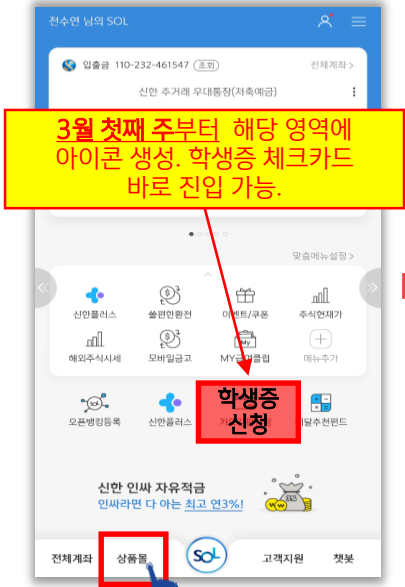 전수연 님의 SOL
입출금 110-232-461547 (조회) 전체계좌 >
신한 주거래 우대통장(저축예금)
3월 첫째 주부터 해당 영역에
아이콘 생성. 학생증 체크카드
바로 진입 가능.
맞춤메뉴설정 >
신한플러스 쏠편한환전 이벤트/쿠폰 주식현재가
My
해외주식시세 모바일금고 MY급여클럽 메뉴추가
학생증
신청
오픈뱅킹등록 신한플러스 이달추천펀드
신한 인싸 자유적금
인싸라면 다 아는 최고 연3%!
전체계좌 상품몰 SOL 고객지원 챗봇